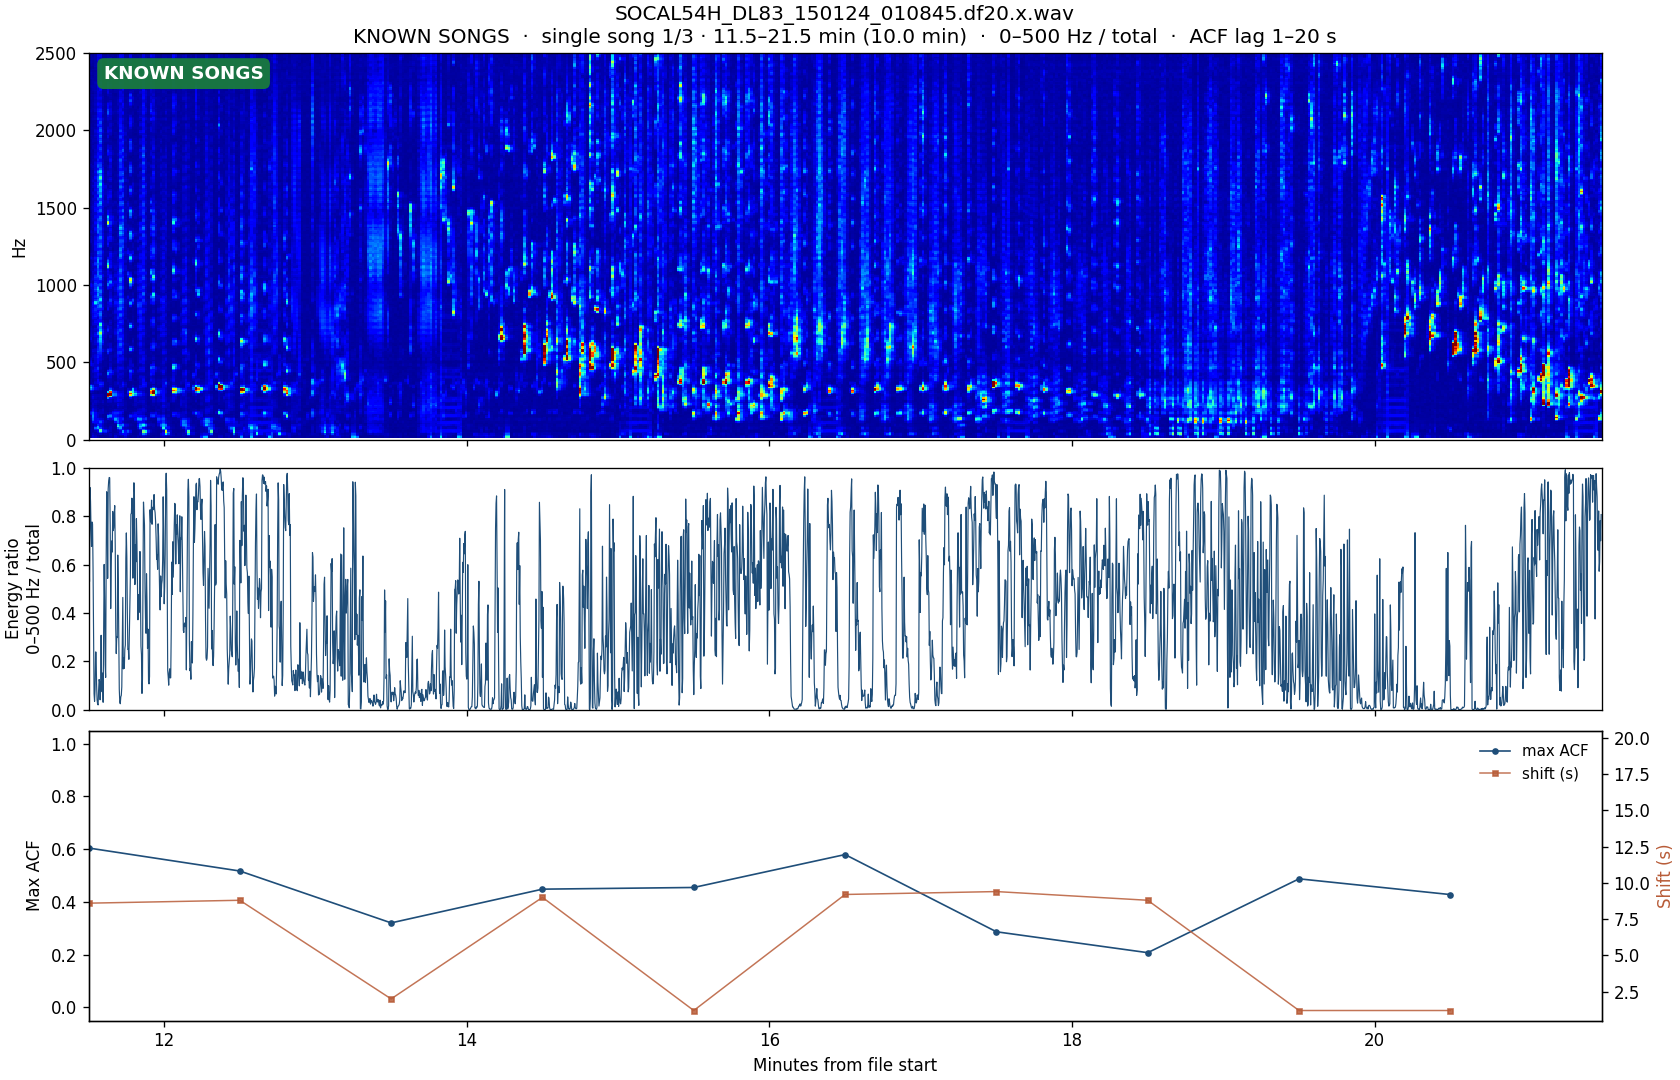 SOCAL54H_DL83_150124_010845.df20.x.wav
KNOWN SONGS · single song 1/3 · 11.5–21.5 min (10.0 min) · 0–500 Hz / total · ACF lag 1–20 s
KNOWN SONGS
2500
2000
1500
1000
500
0
Hz
1.0
0.8
0.6
0.4
0.2
0.0
Energy ratio
0–500 Hz / total
1.0
0.8
0.6
0.4
0.2
0.0
Max ACF
max ACF
shift (s)
20.0
17.5
15.0
12.5
10.0
7.5
5.0
2.5
Shift (s)
12
14
16
18
20
Minutes from file start